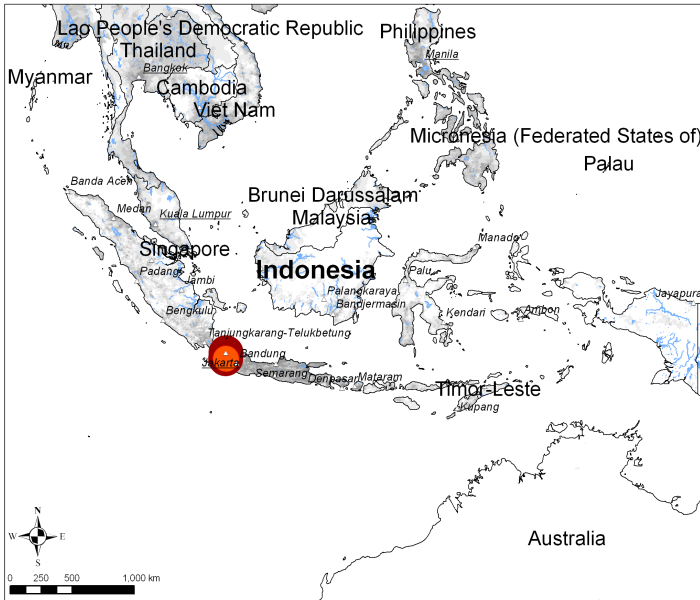 Lao People's Democratic Republic
Philippines
Thailand
Manila
Bangkok
Myanmar
Cambodia
Viet Nam
Micronesia (Federated States of)
Palau
Banda Aceh
Medan
Kuala Lumpur
Brunei Darussalam
Malaysia
Singapore
Manado
Padang
Indonesia
Palu
Jambi
Palangkaraya
Jayapura
Bengkulu
Bandjermasin
Kendari
Ambon
Tanjungkarang-Telukbetung
Bandung
Jakarta
Semarang
Denpasar
Mataram
Timor-Leste
Kupang
N
W
E
S
Australia
0 250 500 1,000 km